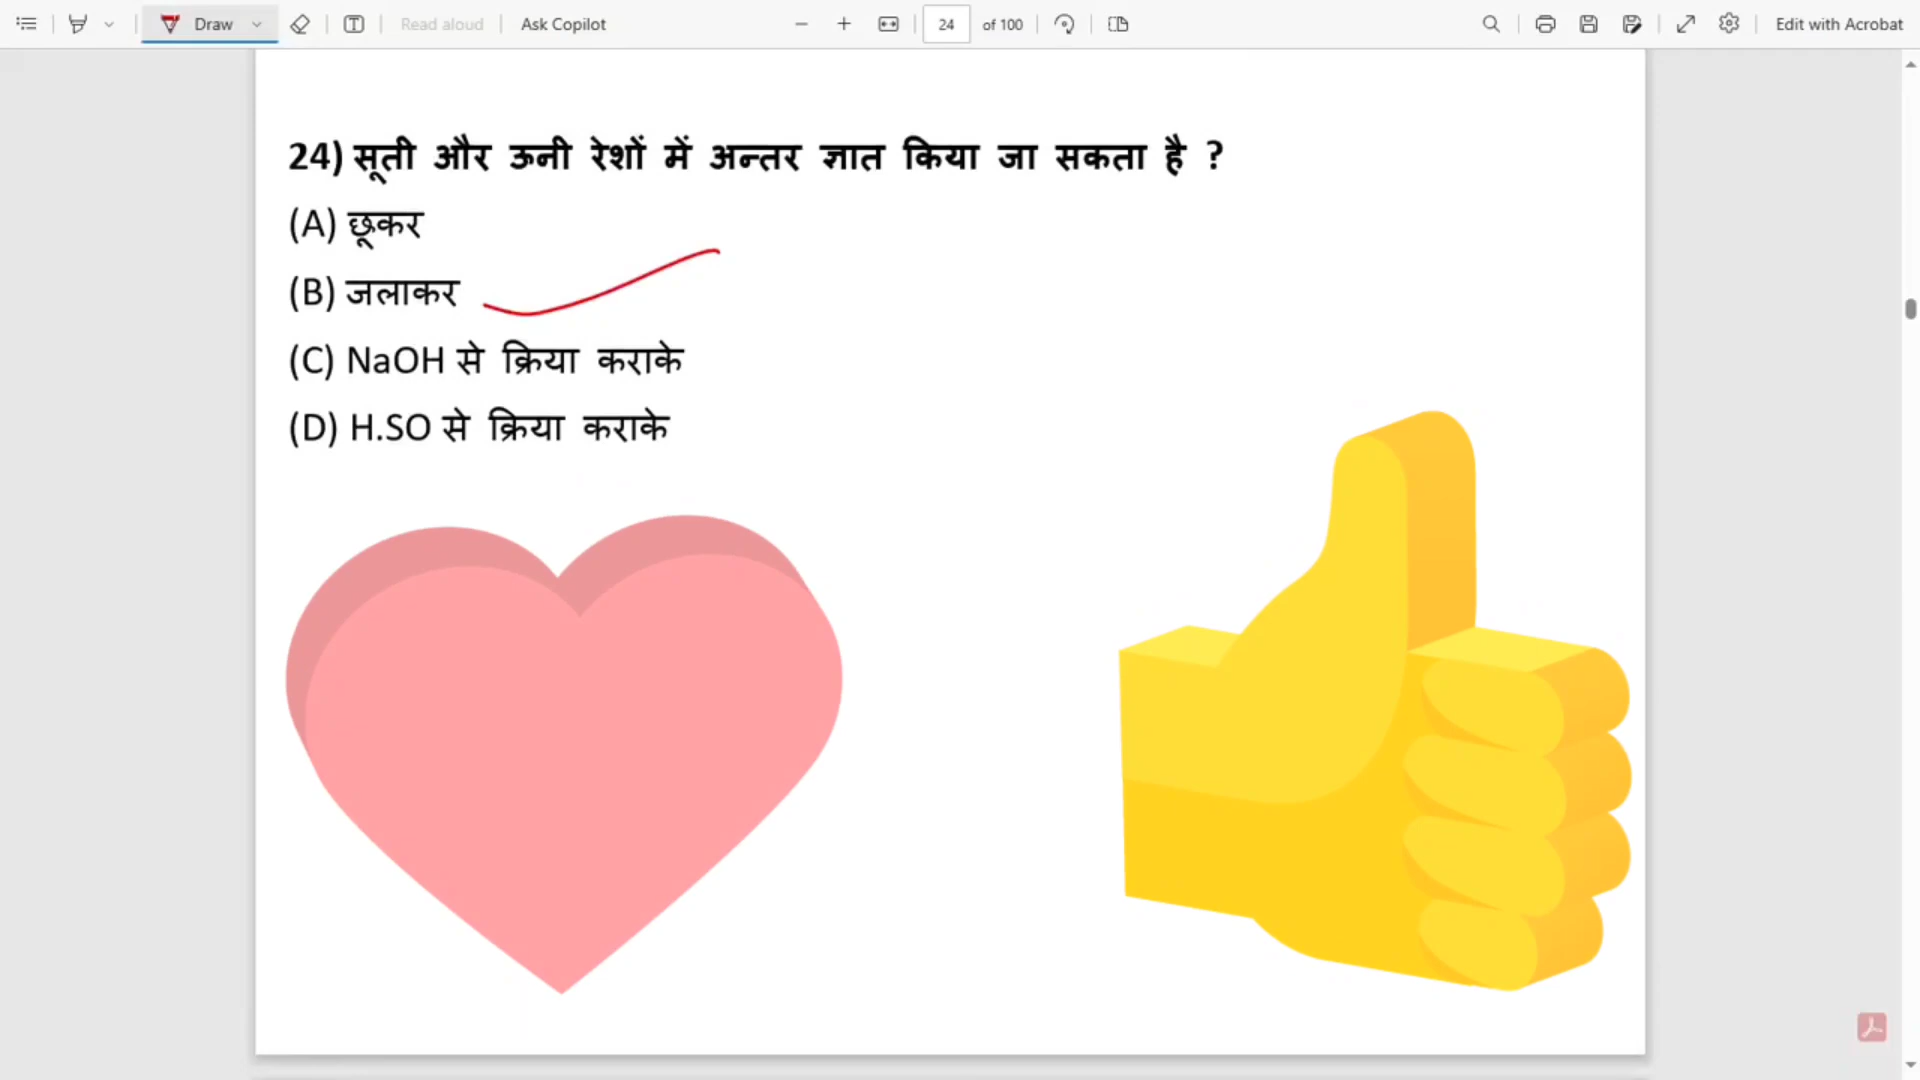 Draw
Read aloud
Ask Copilot
24
of 100
Edit with Acrobat
24) सूती और ऊनी रेशों में अन्तर ज्ञात किया जा सकता है ?
(A) छूकर
(B) जलाकर
(C) NaOH से क्रिया कराके
(D) H.SO से क्रिया कराके